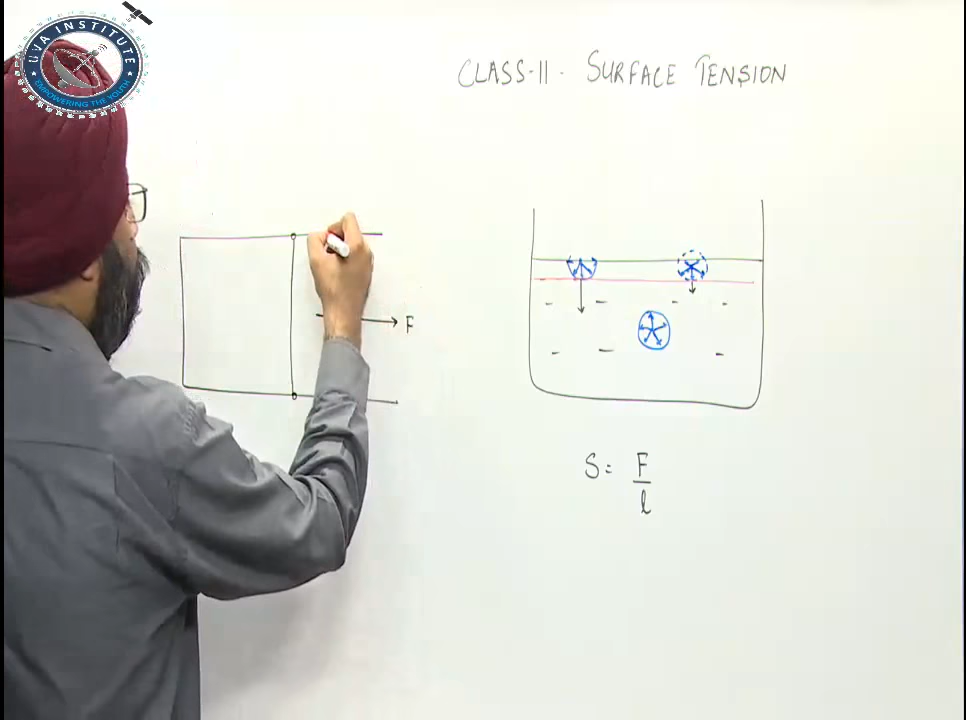 UVA INSTITUTE
EMPOWERING THE YOUTH
CLASS-11. SURFACE TENSION
F
S = F
l